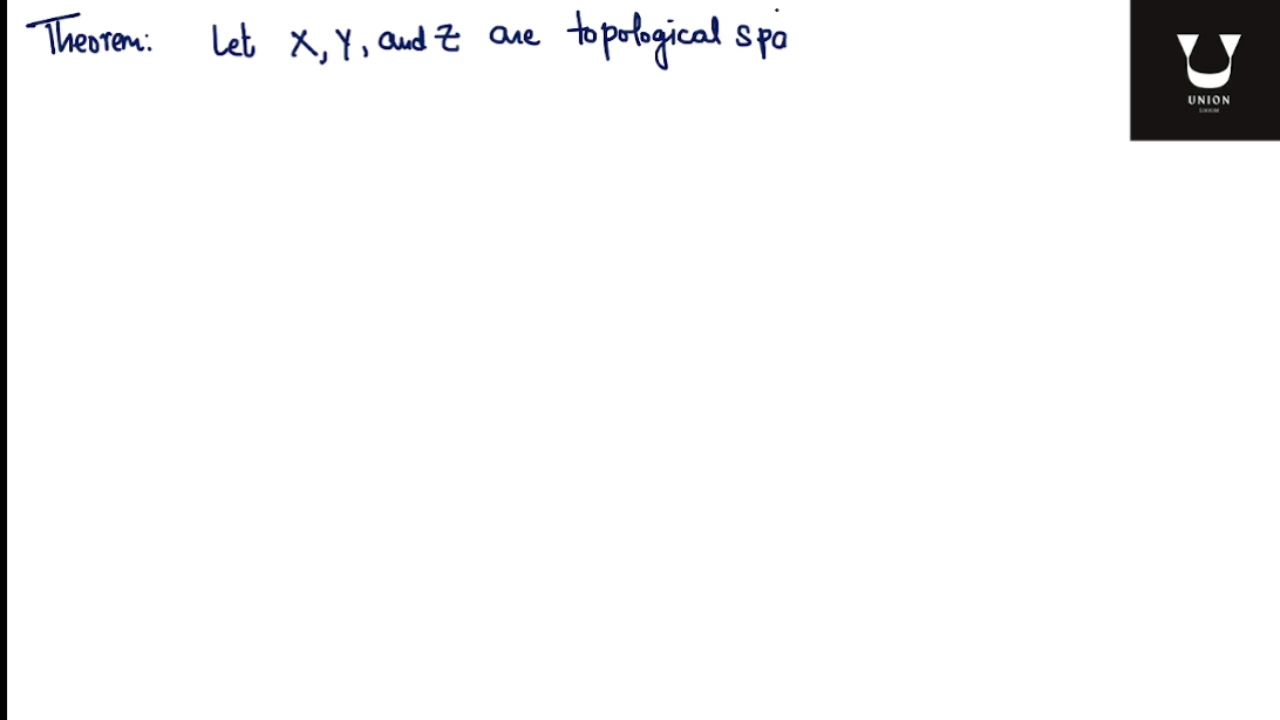 Theorem: Let X, Y, and Z are topological spa
UNION